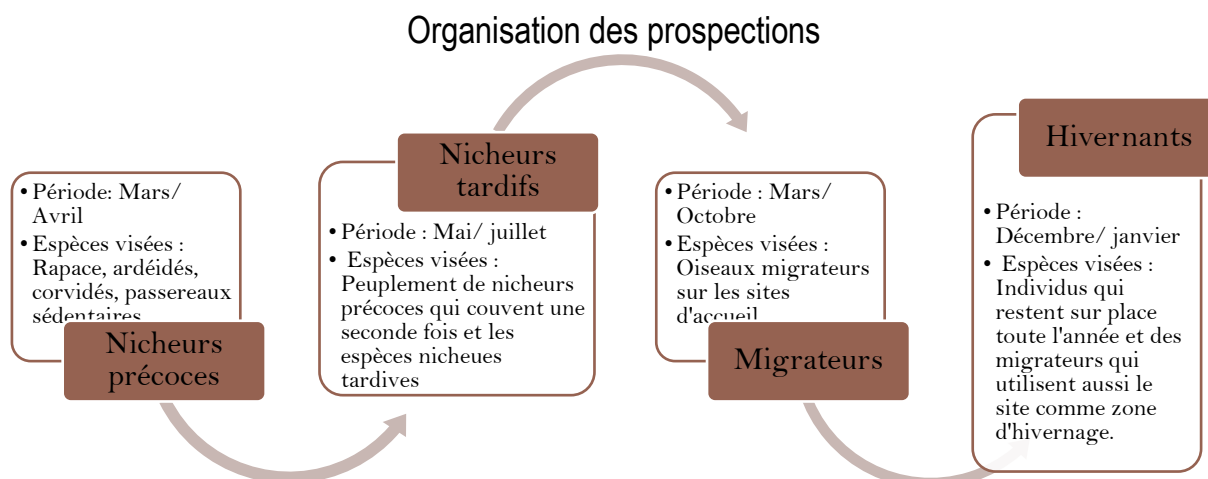 Organisation des prospections
• Période: Mars/
Avril
• Espèces visées :
Rapace, ardéidés,
corvidés, passereaux
sédentaires
Nicheurs
précoces
Nicheurs
tardifs
• Période : Mai/ juillet
• Espèces visées :
Peuplement de nicheurs
précoces qui couvent une
seconde fois et les
espèces nicheues
tardives
• Période : Mars/
Octobre
• Espèces visées :
Oiseaux migrateurs
sur les sites
d'accueil
Migrateurs
Hivernants
• Période :
Décembre/ janvier
• Espèces visées :
Individus qui
restent sur place
toute l'année et des
migrateurs qui
utilisent aussi le
site comme zone
d'hivernage.